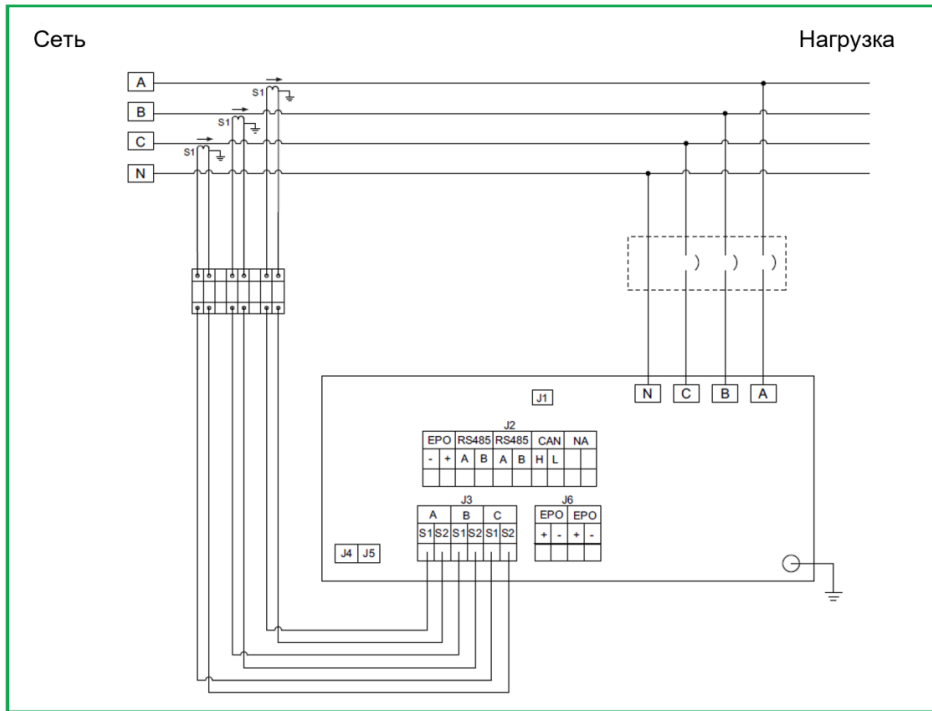 Сеть Нагрузка
A
S1
B
S1
C
S1
N
N C B A
J1
J2
EPO RS485 RS485 CAN NA
- + A B A B H L
J3 J6
A B C EPO EPO
S1 S2 S1 S2 S1 S2 + - + -
J4 J5